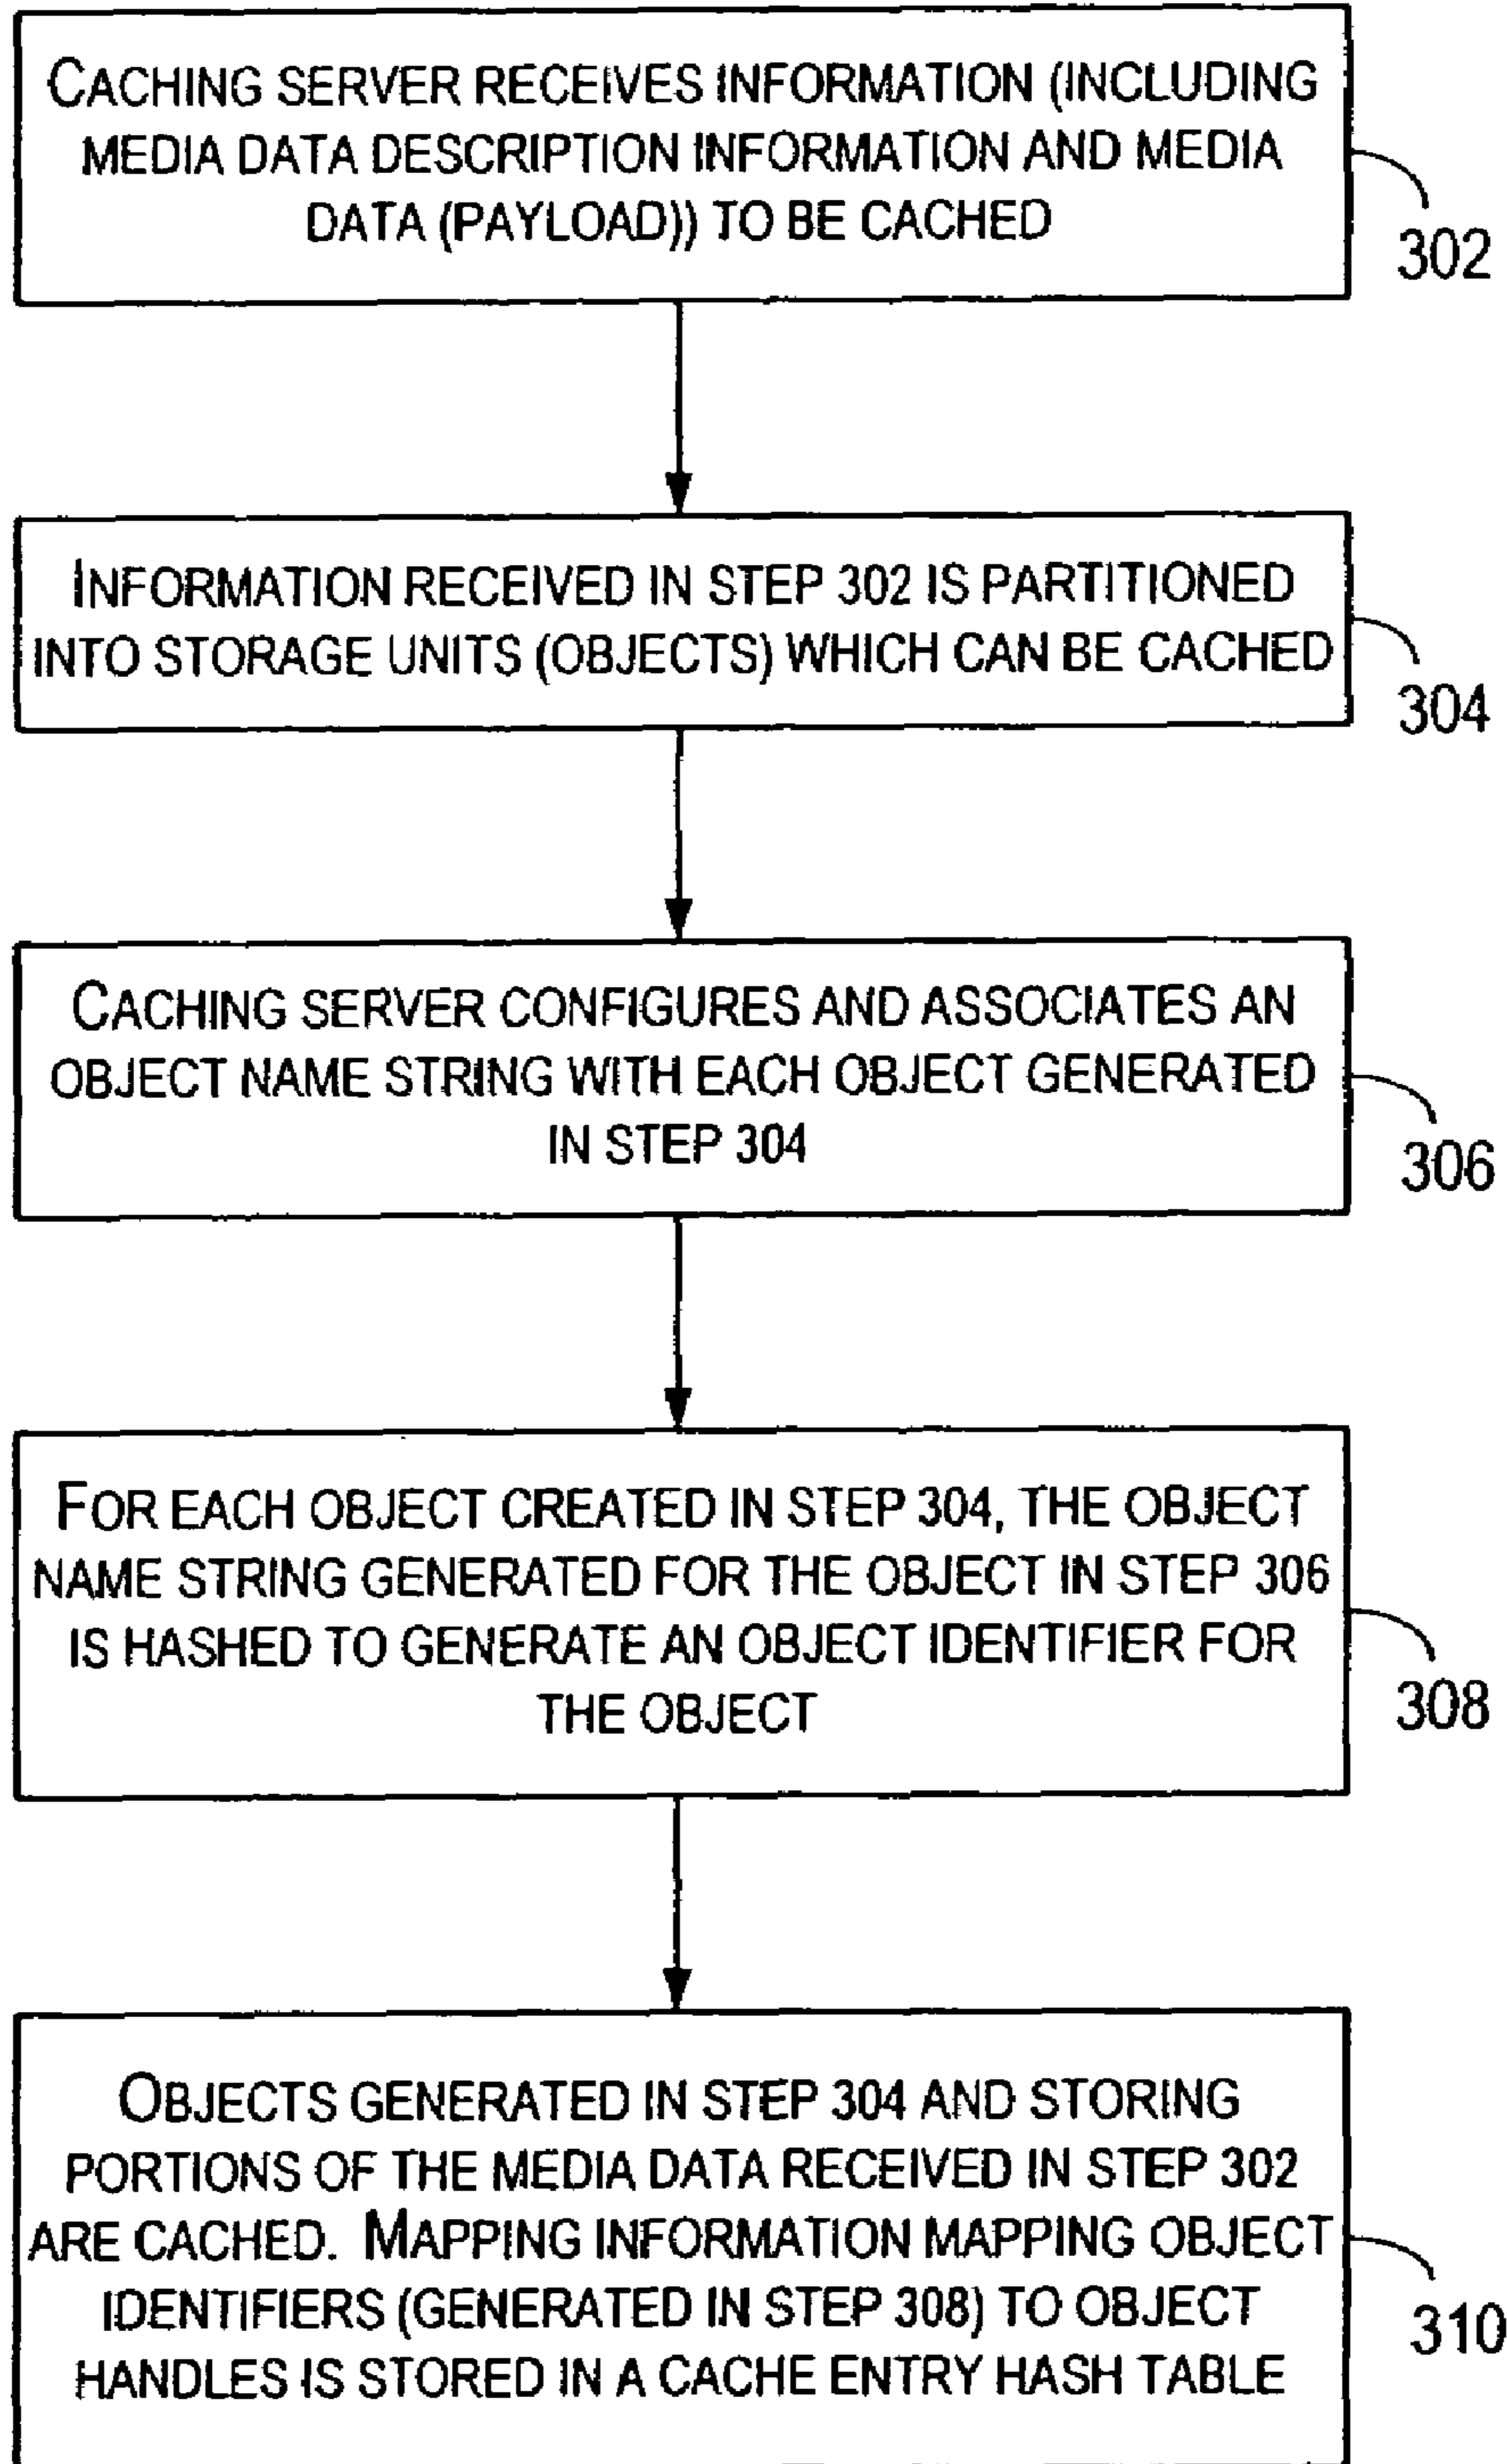 CACHING SERVER RECEIVES INFORMATION (INCLUDING
MEDIA DATA DESCRIPTION INFORMATION AND MEDIA
DATA (PAYLOAD)) TO BE CACHED
302
INFORMATION RECEIVED IN STEP 302 IS PARTITIONED
INTO STORAGE UNITS (OBJECTS) WHICH CAN BE CACHED
304
CACHING SERVER CONFIGURES AND ASSOCIATES AN
OBJECT NAME STRING WITH EACH OBJECT GENERATED
IN STEP 304
306
FOR EACH OBJECT CREATED IN STEP 304, THE OBJECT
NAME STRING GENERATED FOR THE OBJECT IN STEP 306
IS HASHED TO GENERATE AN OBJECT IDENTIFIER FOR
THE OBJECT
308
OBJECTS GENERATED IN STEP 304 AND STORING
PORTIONS OF THE MEDIA DATA RECEIVED IN STEP 302
ARE CACHED. MAPPING INFORMATION MAPPING OBJECT
IDENTIFIERS (GENERATED IN STEP 308) TO OBJECT
HANDLES IS STORED IN A CACHE ENTRY HASH TABLE
310